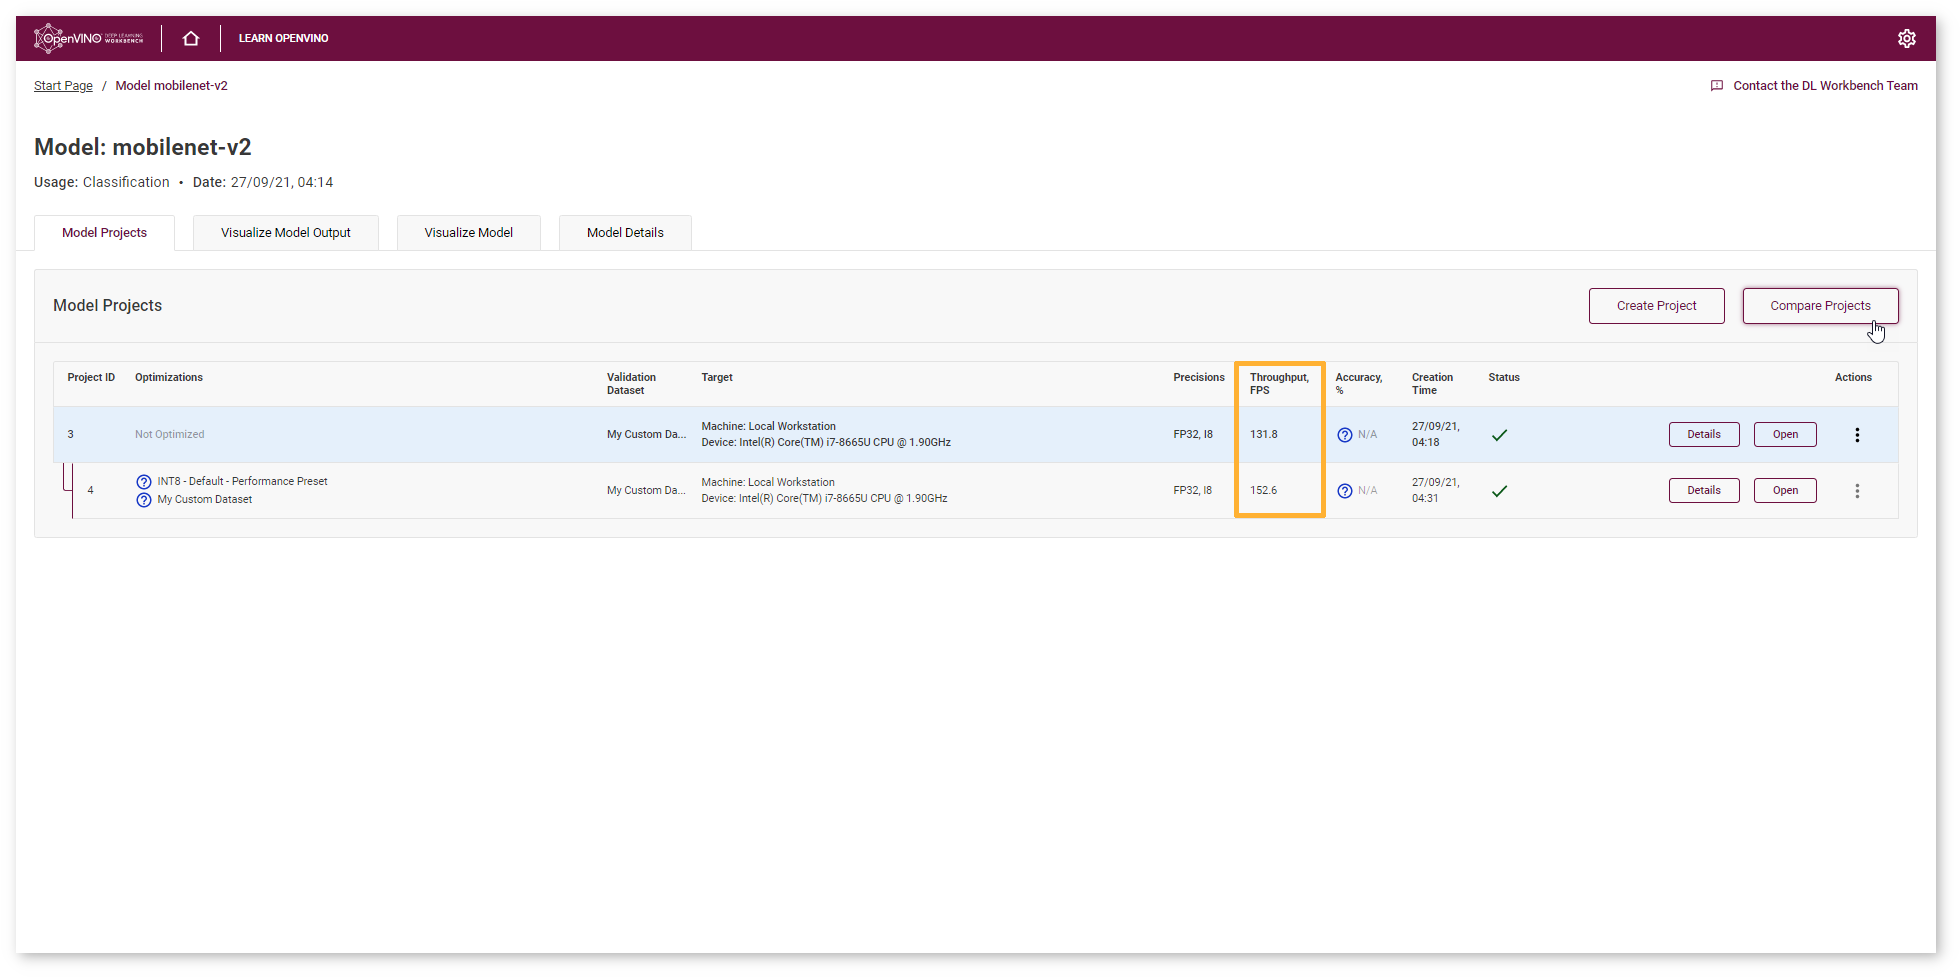 OpenVINO DEEP LEARNING WORKBENCH
LEARN OPENVINO
Start Page / Model mobilenet-v2
Contact the DL Workbench Team
Model: mobilenet-v2
Usage: Classification • Date: 27/09/21, 04:14
Model Projects
Visualize Model Output
Visualize Model
Model Details
Model Projects
Create Project
Compare Projects
Project ID
Optimizations
Validation
Dataset
Target
Precisions
Throughput,
FPS
Accuracy,
%
Creation
Time
Status
Actions
3
Not Optimized
My Custom Da...
Machine: Local Workstation
Device: Intel(R) Core(TM) i7-8665U CPU @ 1.90GHz
FP32, I8
131.8
? N/A
27/09/21,
04:18
Details
Open
4
? INT8 - Default - Performance Preset
? My Custom Dataset
My Custom Da...
Machine: Local Workstation
Device: Intel(R) Core(TM) i7-8665U CPU @ 1.90GHz
FP32, I8
152.6
? N/A
27/09/21,
04:31
Details
Open